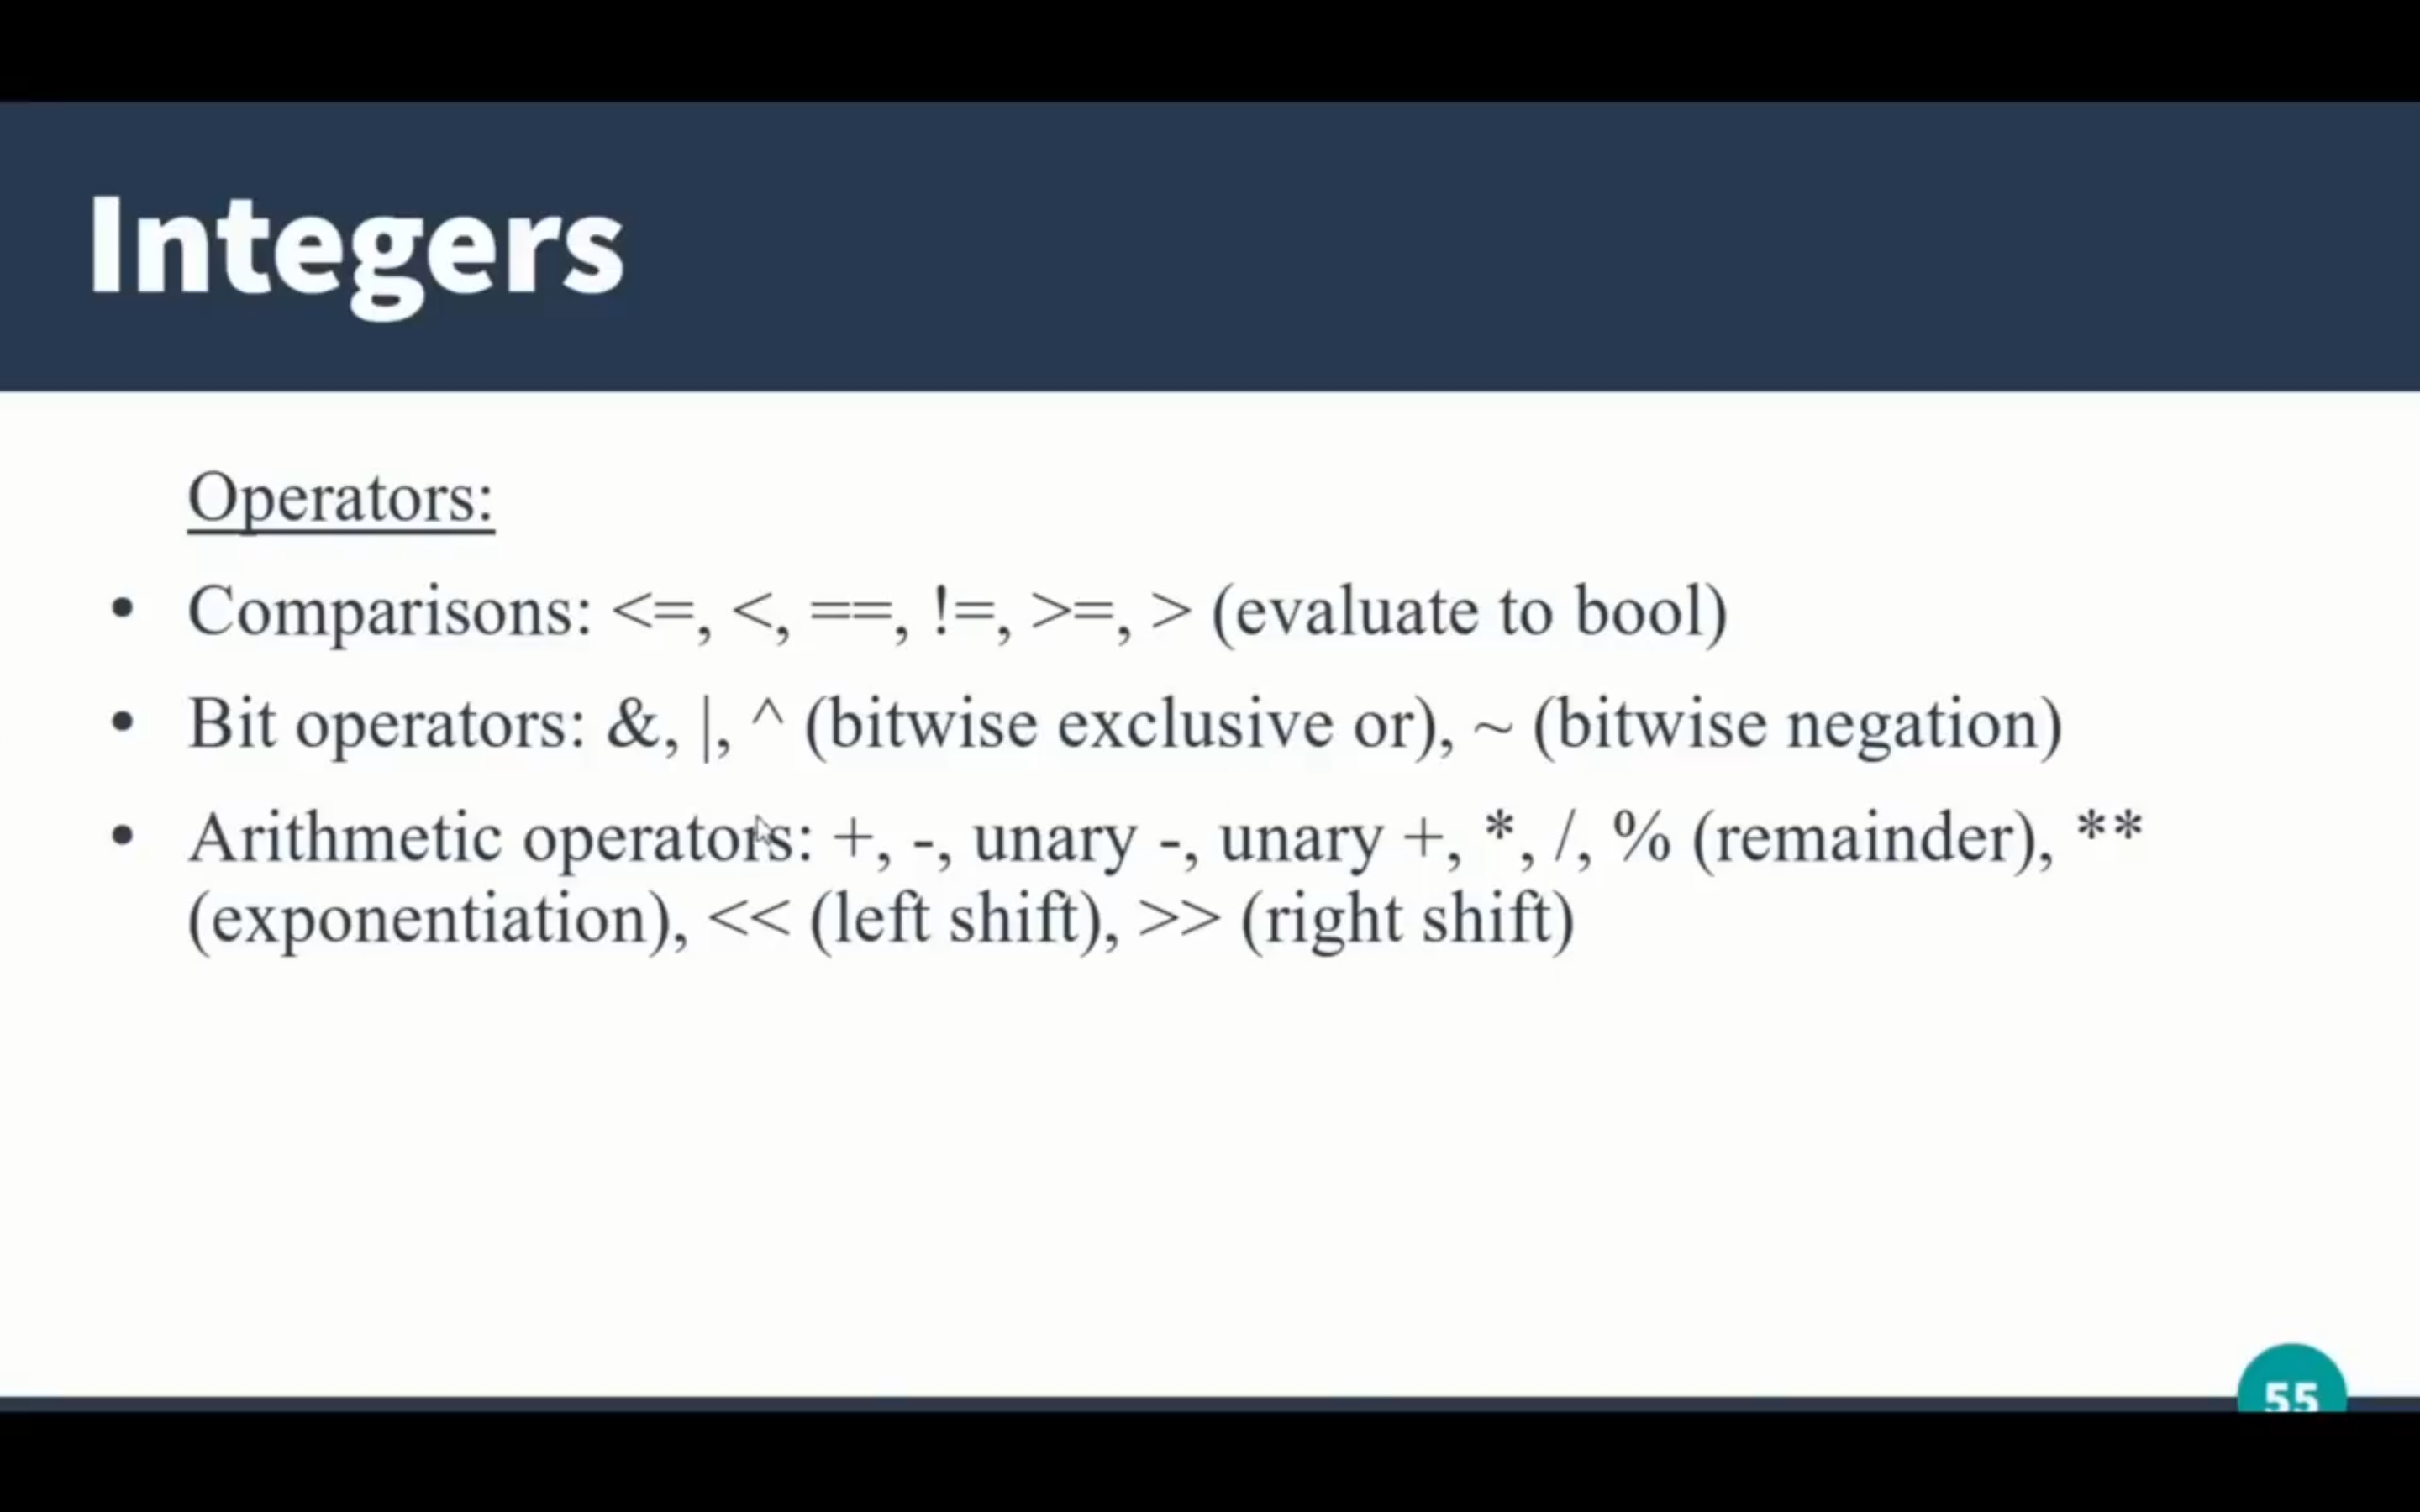 Integers
Operators:
• Comparisons: <=, <, ==, !=, >=, > (evaluate to bool)
• Bit operators: &, |, ^ (bitwise exclusive or), ~ (bitwise negation)
• Arithmetic operators: +, -, unary -, unary +, *, /, % (remainder), **
(exponentiation), << (left shift), >> (right shift)
55